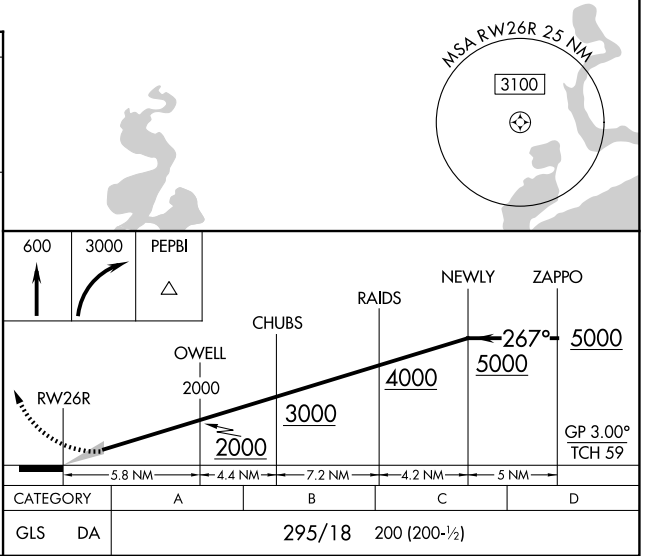 MSA RW26R 25 NM
3100
600 3000 PEPBI
NEWLY ZAPPO
RAIDS
CHUBS
267° 5000
OWELL
2000
4000 5000
RW26R
3000
2000
GP 3.00°
TCH 59
5.8 NM 4.4 NM 7.2 NM 4.2 NM 5 NM
CATEGORY A B C D
GLS DA 295/18 200 (200-½)